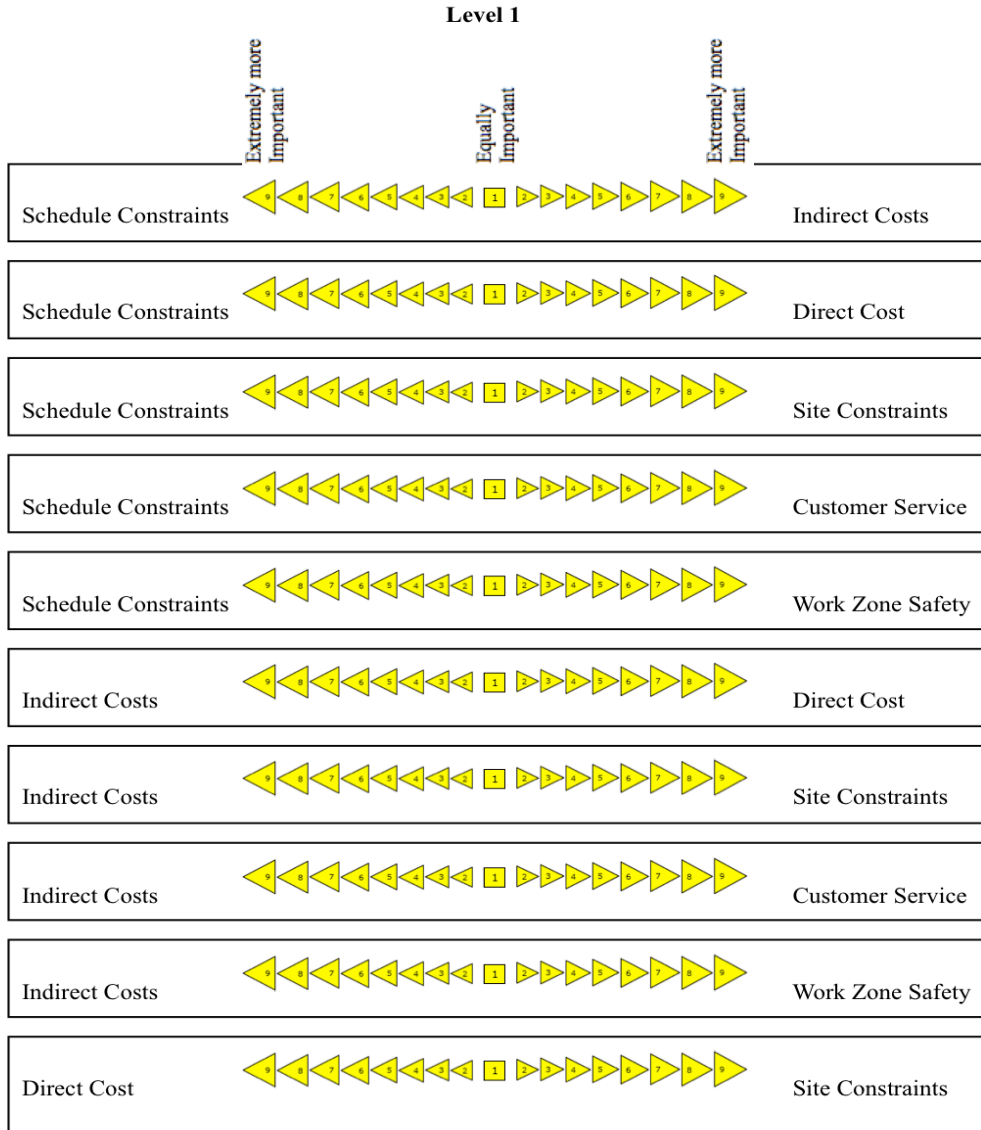 Level 1
Extremely more
Important
Equally
Important
Extremely more
Important
Schedule Constraints 9 8 7 6 5 4 3 2 1 2 3 4 5 6 7 8 9 Indirect Costs
Schedule Constraints 9 8 7 6 5 4 3 2 1 2 3 4 5 6 7 8 9 Direct Cost
Schedule Constraints 9 8 7 6 5 4 3 2 1 2 3 4 5 6 7 8 9 Site Constraints
Schedule Constraints 9 8 7 6 5 4 3 2 1 2 3 4 5 6 7 8 9 Customer Service
Schedule Constraints 9 8 7 6 5 4 3 2 1 2 3 4 5 6 7 8 9 Work Zone Safety
Indirect Costs 9 8 7 6 5 4 3 2 1 2 3 4 5 6 7 8 9 Direct Cost
Indirect Costs 9 8 7 6 5 4 3 2 1 2 3 4 5 6 7 8 9 Site Constraints
Indirect Costs 9 8 7 6 5 4 3 2 1 2 3 4 5 6 7 8 9 Customer Service
Indirect Costs 9 8 7 6 5 4 3 2 1 2 3 4 5 6 7 8 9 Work Zone Safety
Direct Cost 9 8 7 6 5 4 3 2 1 2 3 4 5 6 7 8 9 Site Constraints